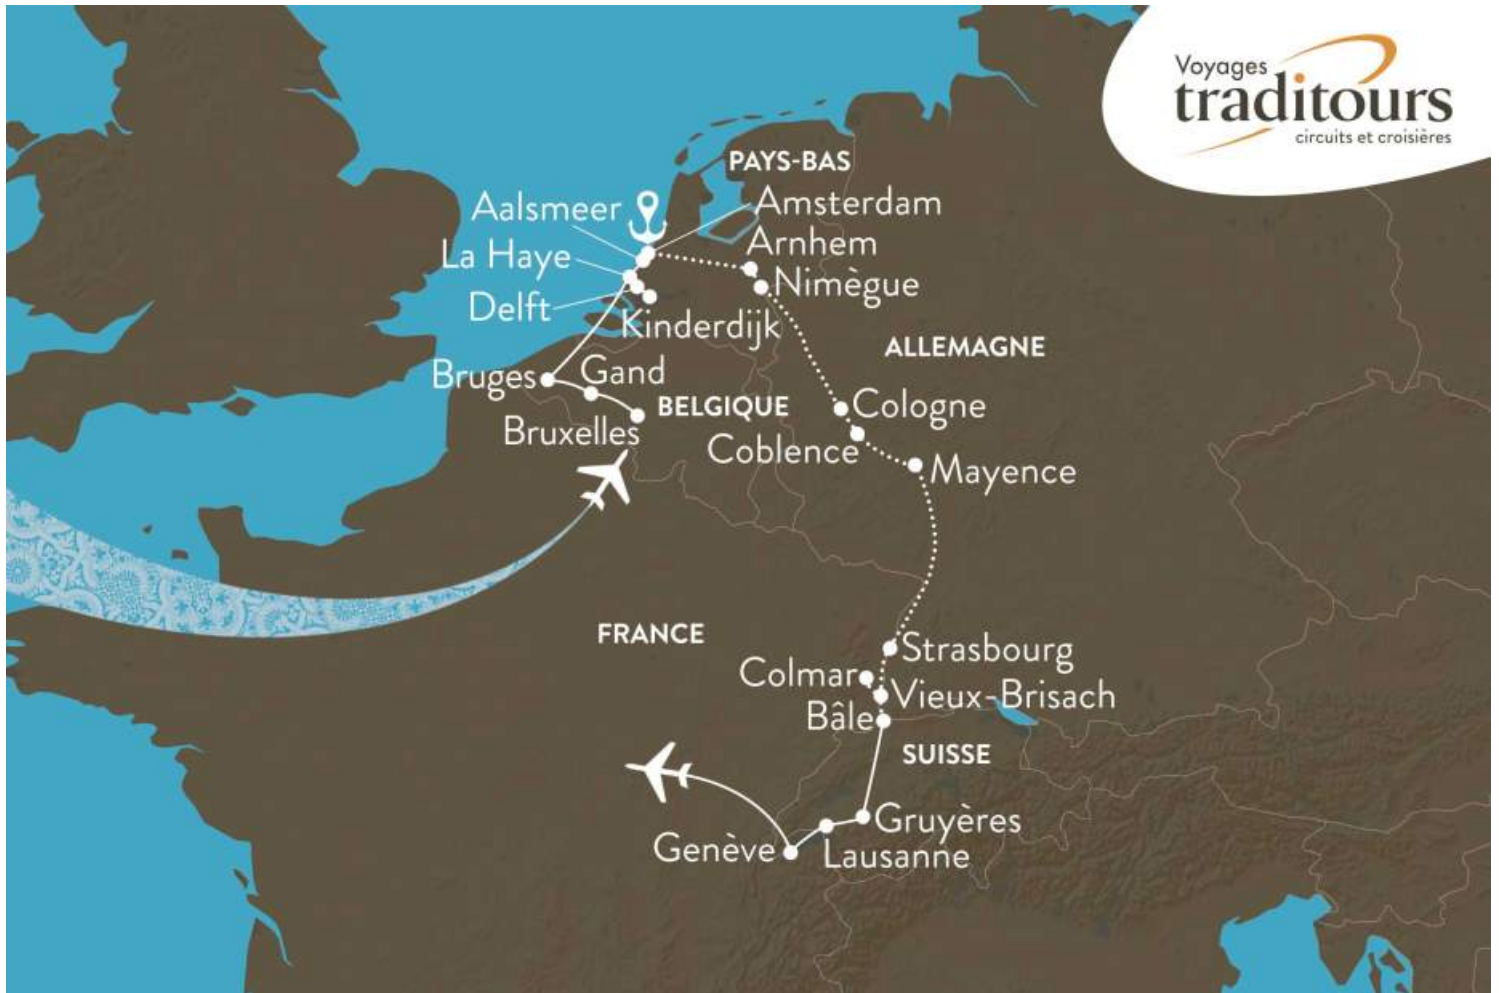 Voyages
traditours
circuits et croisières
PAYS-BAS
Aalsmeer
Amsterdam
La Haye
Arnhem
Delft
Nimègue
Kinderdijk
ALLEMAGNE
Bruges
Gand
BELGIQUE
Cologne
Bruxelles
Coblence
Mayence
FRANCE
Strasbourg
Colmar
Vieux-Brisach
Bâle
SUISSE
Gruyères
Genève
Lausanne